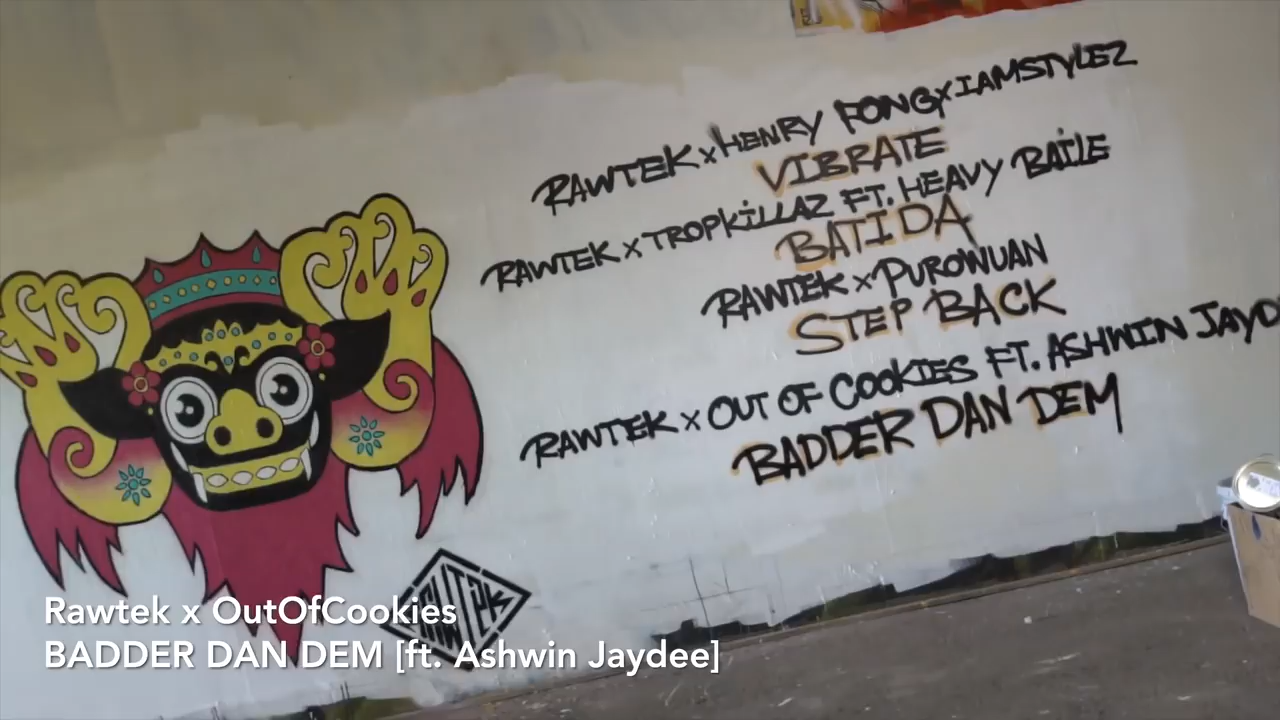 RAWTEK x HENRY FONG x IAMSTYLEZ
VIBRATE
RAWTEK x TROPKiLLAZ FT. HEAVY BAiLE
BATIDA
RAWTEK x PUROWUAN
STEP BACK
RAWTEK x OUT OF COOKIES FT. ASHWIN JAYD
BADDER DAN DEM
RAWTEK
Rawtek x OutOfCookies
BADDER DAN DEM [ft. Ashwin Jaydee]